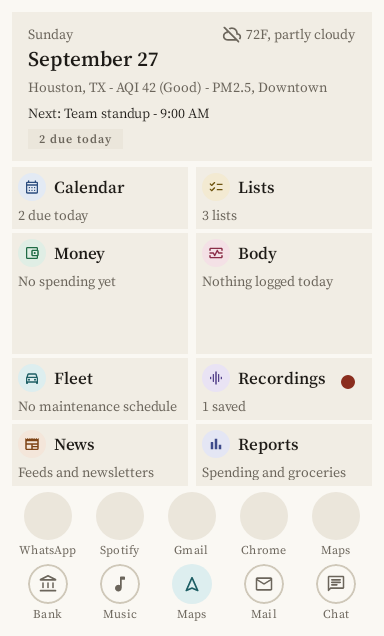 Sunday
72F, partly cloudy
September 27
Houston, TX - AQI 42 (Good) - PM2.5, Downtown
Next: Team standup - 9:00 AM
2 due today
Calendar
2 due today
Lists
3 lists
Money
No spending yet
Body
Nothing logged today
Fleet
No maintenance schedule
Recordings
1 saved
News
Feeds and newsletters
Reports
Spending and groceries
WhatsApp
Spotify
Gmail
Chrome
Maps
Bank
Music
Maps
Mail
Chat